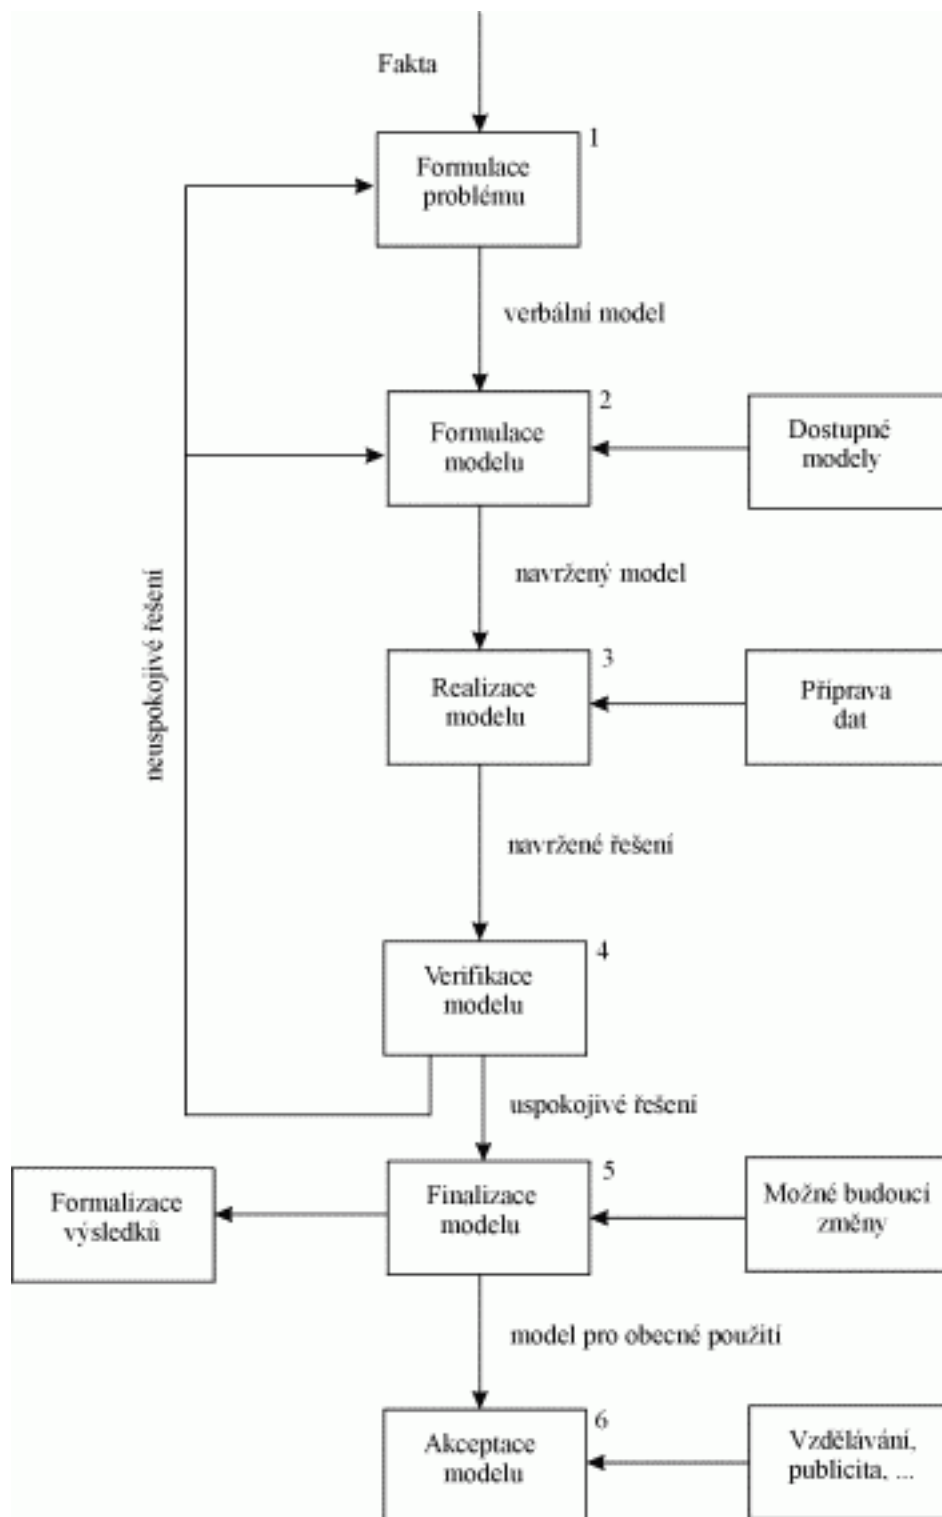 Fakta
1
Formulace
problému
verbální model
2
Formulace
modelu
Dostupné
modely
navržený model
neuspokojivé řešení
3
Realizace
modelu
Příprava
dat
navržené řešení
4
Verifikace
modelu
uspokojivé řešení
5
Formalizace
výsledků
Finalizace
modelu
Možné budoucí
změny
model pro obecné použití
6
Akceptace
modelu
Vzdělávání,
publicita, ...